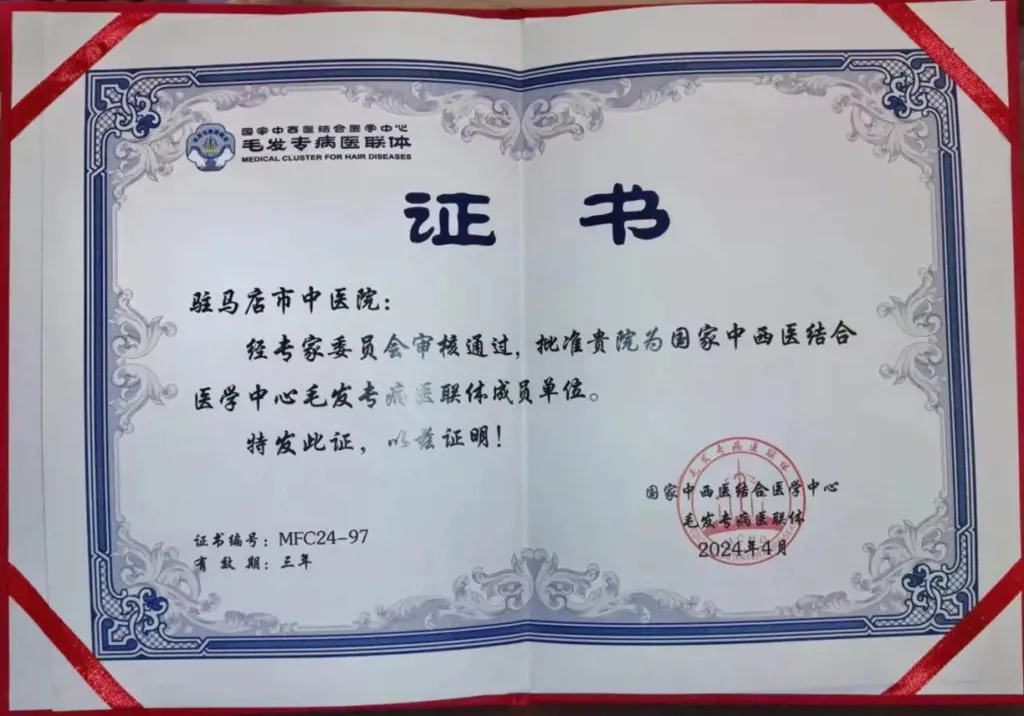 国家中西医结合医学中心
毛发专病医联体
MEDICAL CLUSTER FOR HAIR DISEASES
证 书
驻马店市中医院：
经专家委员会审核通过，批准贵院为国家中西医结合
医学中心毛发专病医联体成员单位。
特发此证，以兹证明！
国家中西医结合医学中心
毛发专病医联体
2024年4月
证书编号：MFC24-97
有 效 期：三年